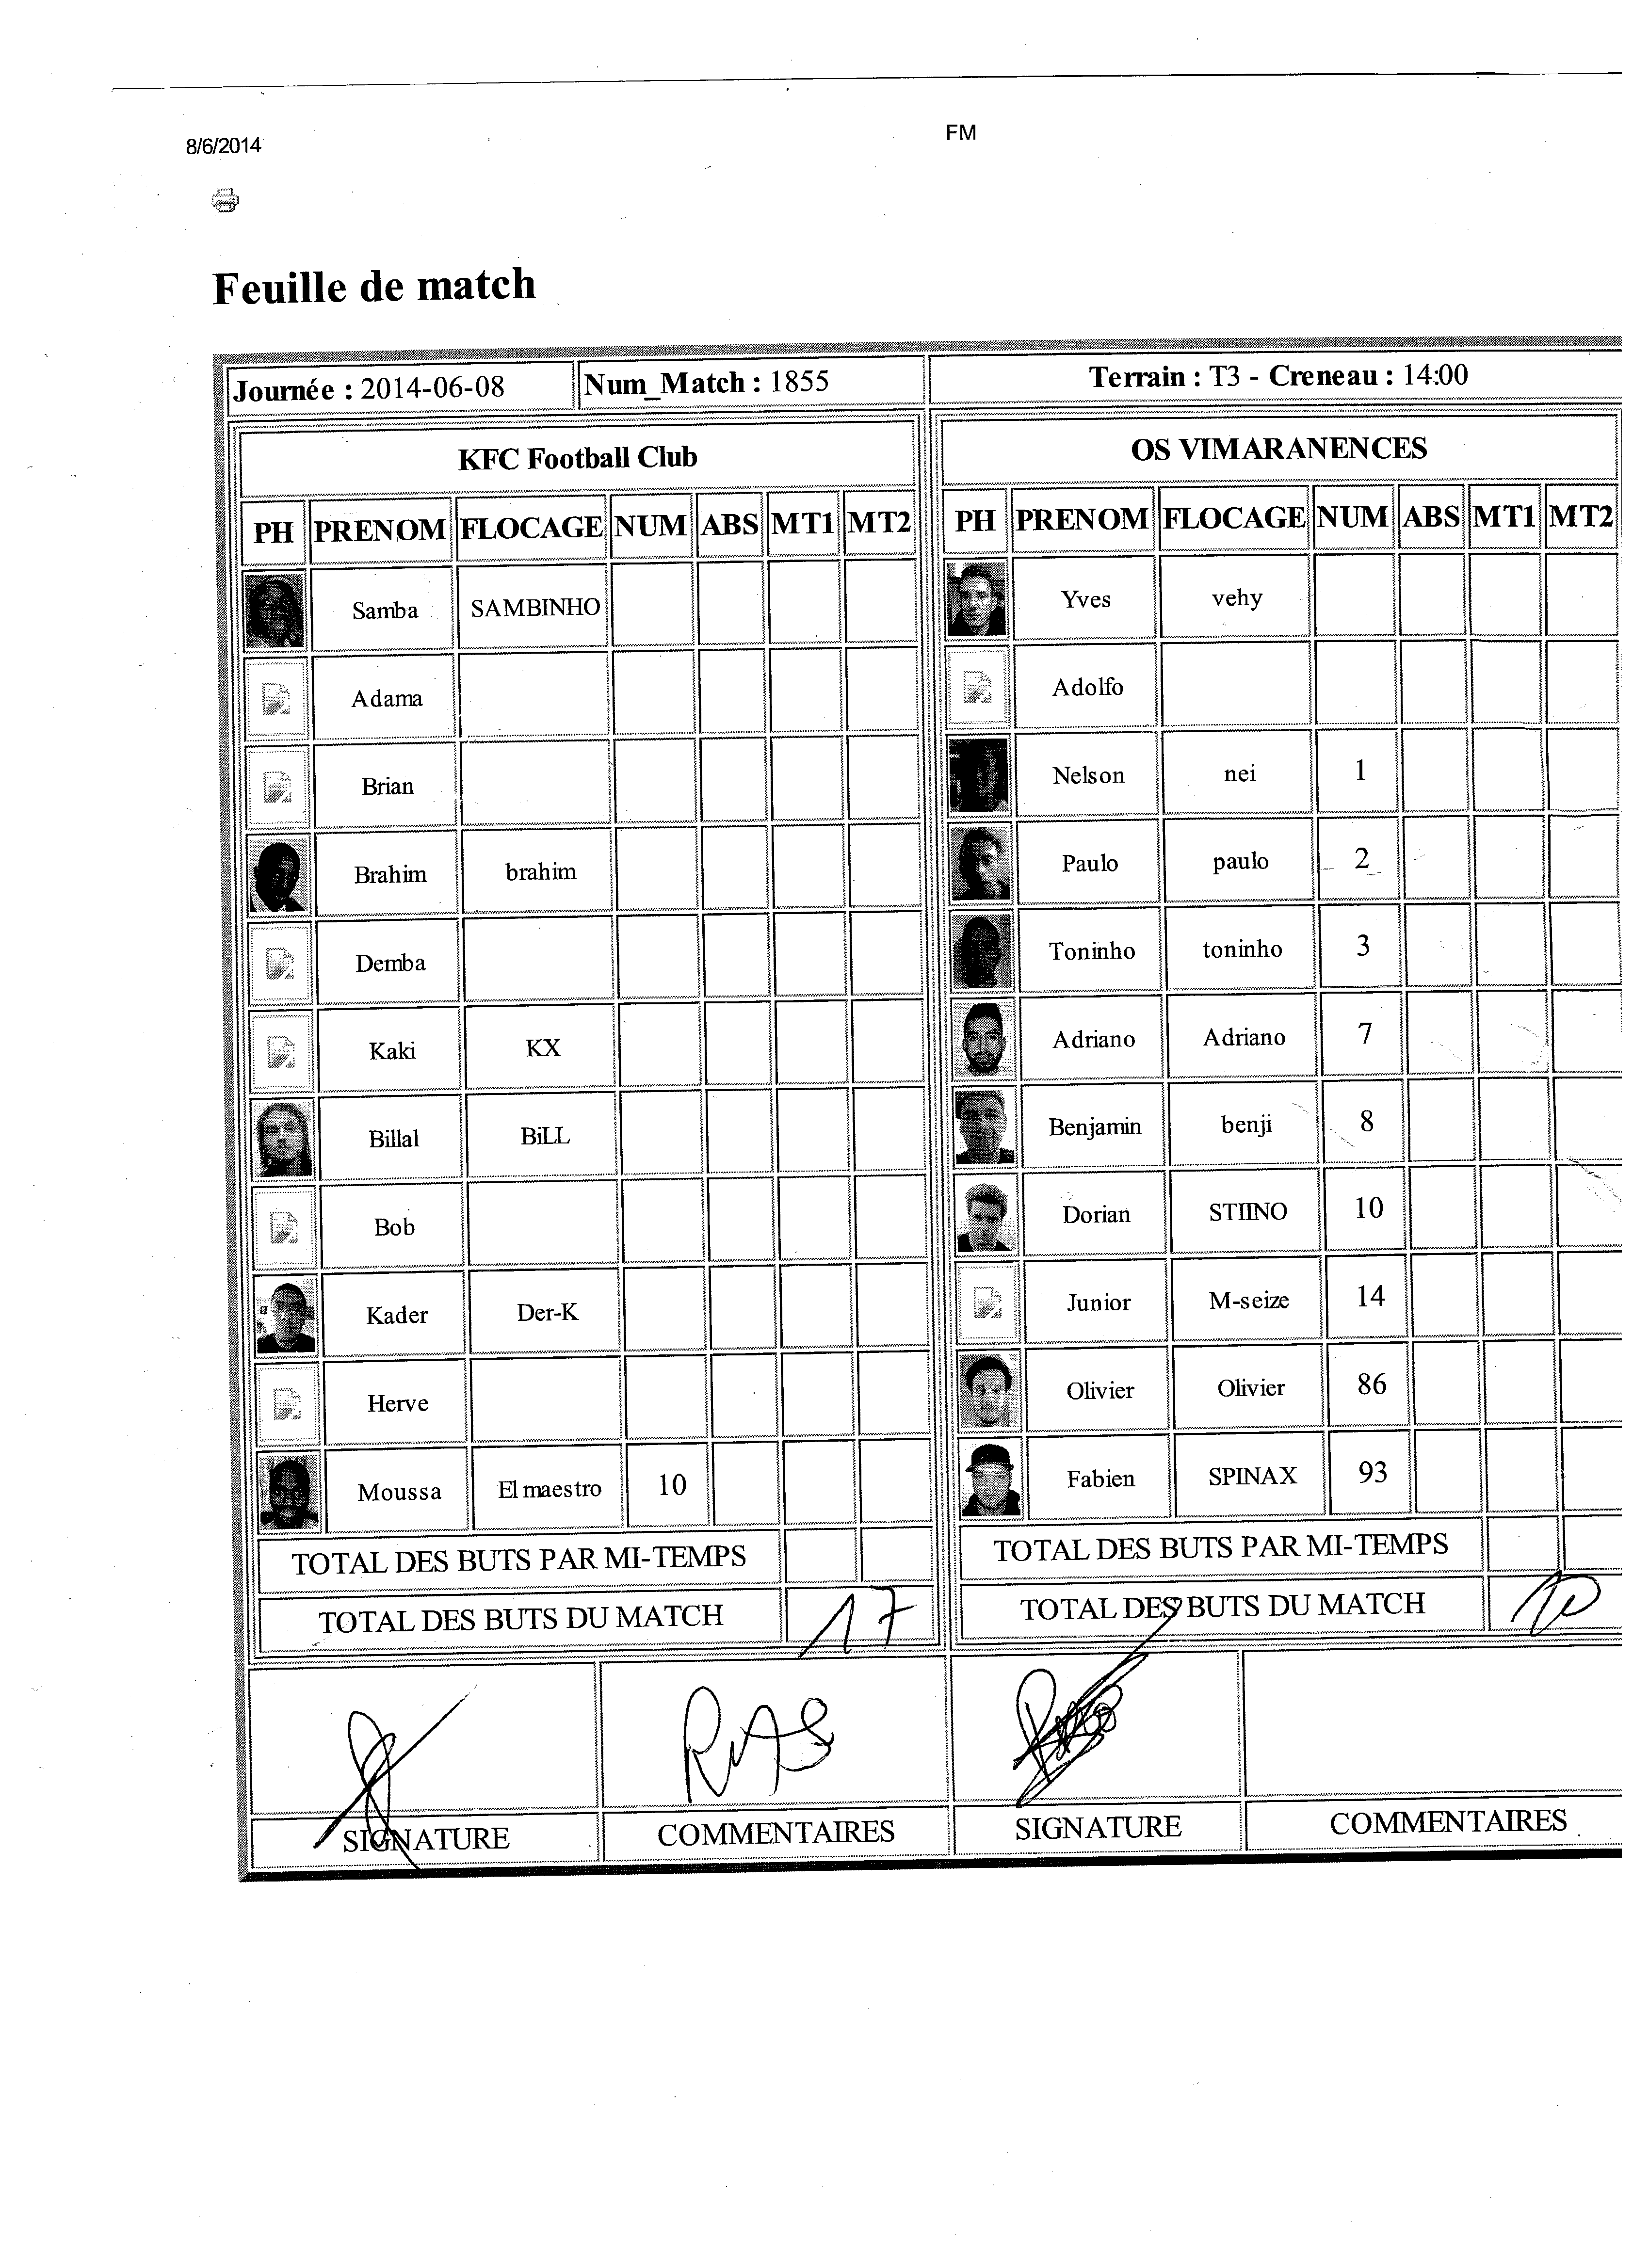 8/6/2014
FM
Feuille de match
Journée : 2014-06-08 Num_Match : 1855 Terrain : T3 - Creneau : 14:00
KFC Football Club OS VIMARANENCES
PH PRENOM FLOCAGE NUM ABS MT1 MT2 PH PRENOM FLOCAGE NUM ABS MT1 MT2
Samba SAMBINHO Yves vehy
Adama Adolfo
Brian Nelson nei 1
Brahim brahim Paulo paulo 2
Demba Toninho toninho 3
Kaki KX Adriano Adriano 7
Billal BiLL Benjamin benji 8
Bob Dorian STIINO 10
Kader Der-K Junior M-seize 14
Herve Olivier Olivier 86
Moussa El maestro 10 Fabien SPINAX 93
TOTAL DES BUTS PAR MI-TEMPS TOTAL DES BUTS PAR MI-TEMPS
TOTAL DES BUTS DU MATCH 17 TOTAL DES BUTS DU MATCH 10
RAS
SIGNATURE COMMENTAIRES SIGNATURE COMMENTAIRES